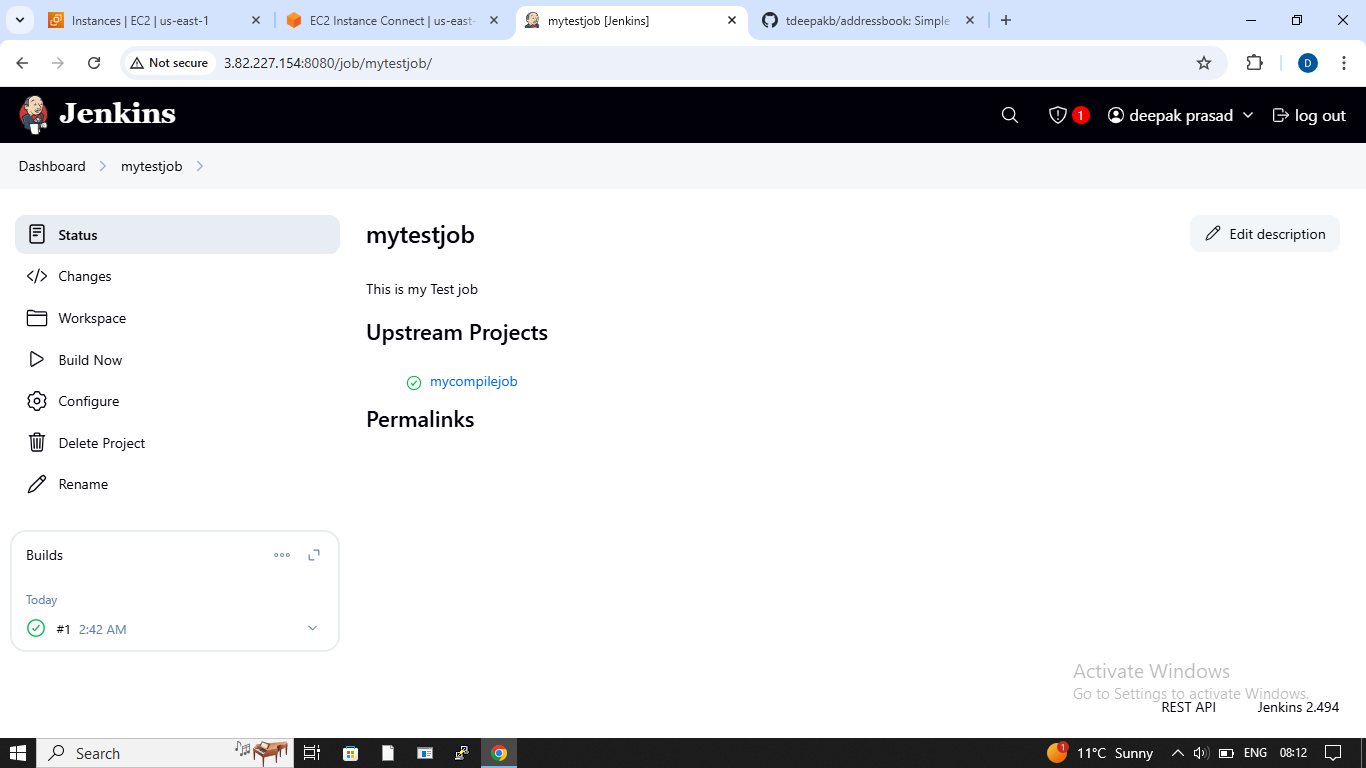 Instances | EC2 | us-east-1
EC2 Instance Connect | us-east-
mytestjob [Jenkins]
tdeepakb/addressbook: Simple
Not secure
3.82.227.154:8080/job/mytestjob/
D
Jenkins
1
deepak prasad
log out
Dashboard
mytestjob
Status
Changes
Workspace
Build Now
Configure
Delete Project
Rename
Builds
Today
#1 2:42 AM
mytestjob
Edit description
This is my Test job
Upstream Projects
mycompilejob
Permalinks
Activate Windows
Go to Settings to activate Windows.
REST API
Jenkins 2.494
Search
1
11°C Sunny
ENG
08:12